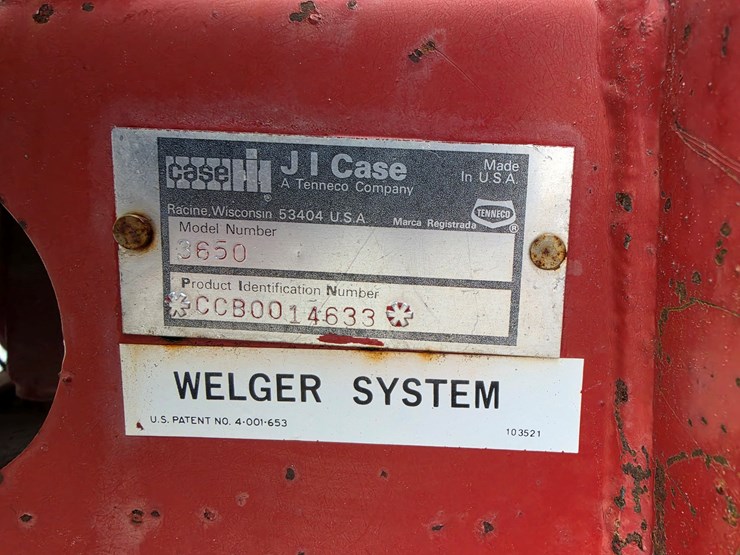 case IH
J I Case
A Tenneco Company
Made
In U.S.A.
Racine, Wisconsin 53404 U.S.A
Marca Registrada
TENNECO
®
®
Model Number
3650
Product Identification Number
CCB0014633
WELGER SYSTEM
U.S. PATENT NO. 4-001-653
103521